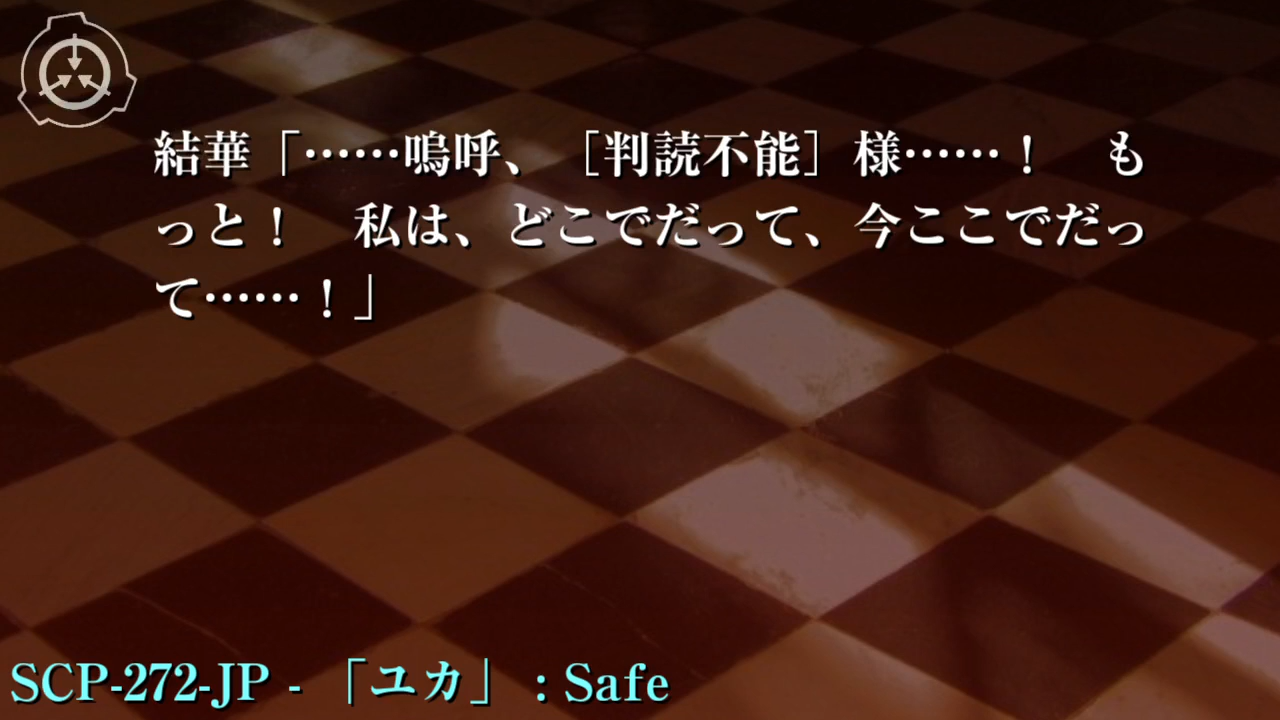 結華「……嗚呼、［判読不能］様……！　も
っと！　私は、どこでだって、今ここでだっ
て……！」
SCP-272-JP - 「ユカ」 : Safe